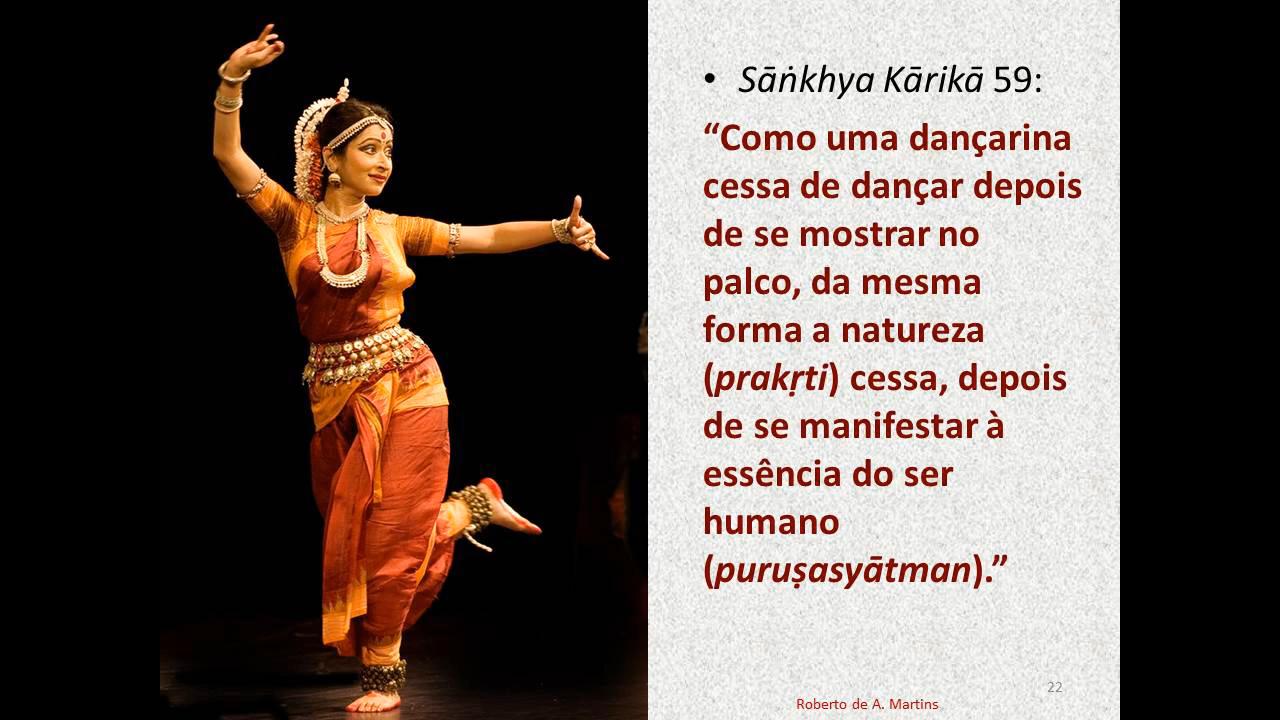 • Sāṅkhya Kārikā 59:
“Como uma dançarina
cessa de dançar depois
de se mostrar no
palco, da mesma
forma a natureza
(prakṛti) cessa, depois
de se manifestar à
essência do ser
humano
(puruṣasyātman).”
22
Roberto de A. Martins